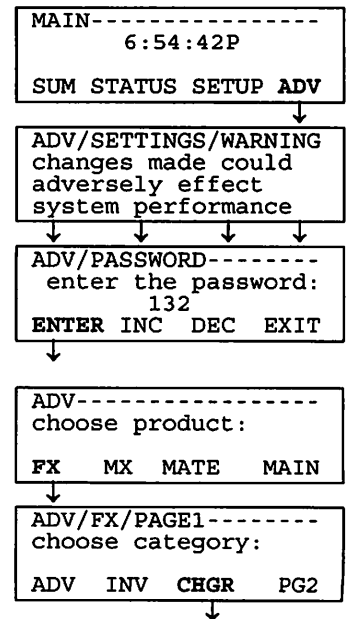 MAIN-----------------
6:54:42P
SUM STATUS SETUP ADV
ADV/SETTINGS/WARNING
changes made could
adversely effect
system performance
ADV/PASSWORD--------
enter the password:
132
ENTER INC DEC EXIT
ADV-----------------
choose product:
FX MX MATE MAIN
ADV/FX/PAGE1--------
choose category:
ADV INV CHGR PG2